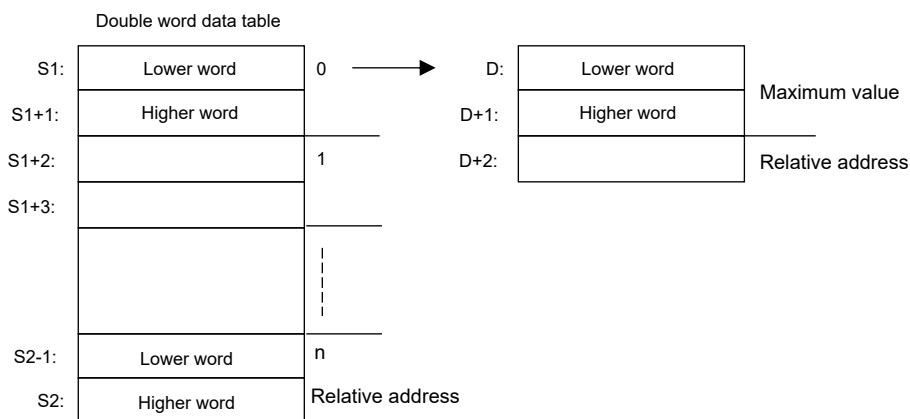 Double word data table
S1: Lower word 0 D: Lower word
Maximum value
S1+1: Higher word D+1: Higher word
S1+2: 1 D+2: Relative address
S1+3:
S2-1: Lower word n
S2: Higher word Relative address